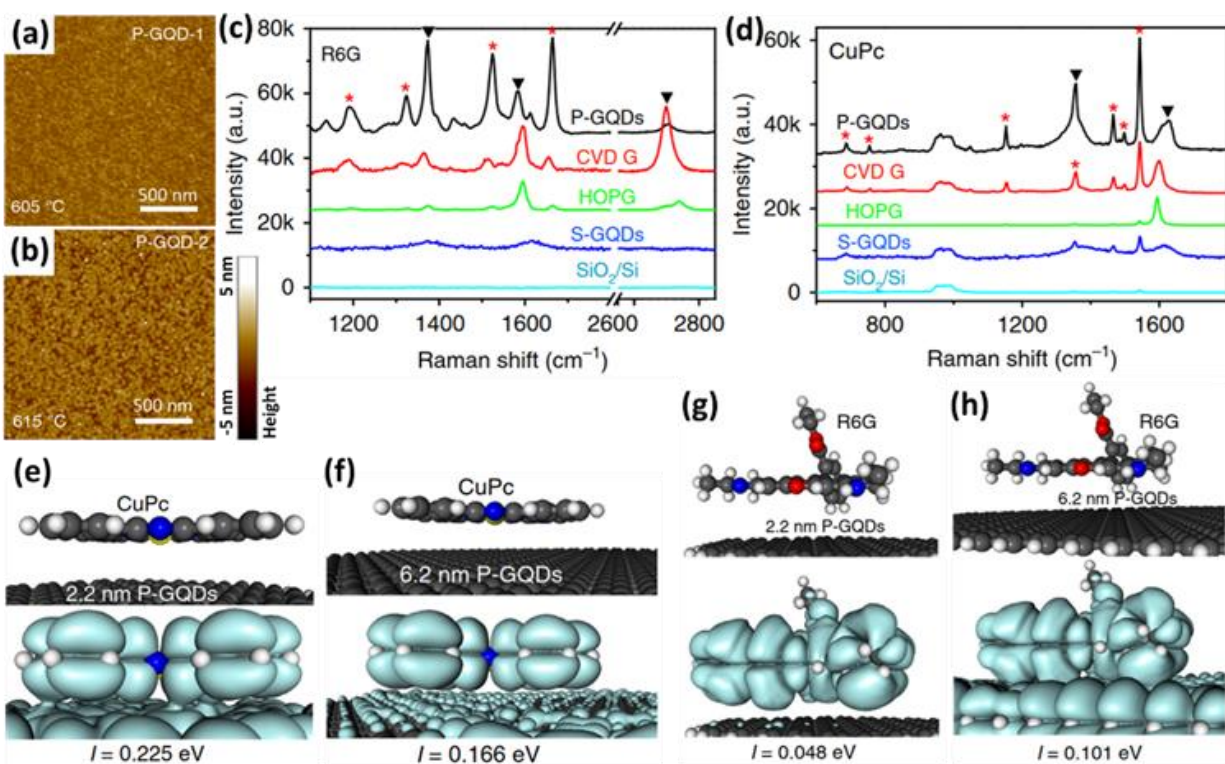 (a)
P-GQD-1
605 °C
500 nm
(b)
P-GQD-2
615 °C
500 nm
5 nm
-5 nm
Height
(c)
R6G
80k
60k
40k
20k
0
Intensity (a.u.)
P-GQDs
CVD G
HOPG
S-GQDs
SiO2/Si
1200
1400
1600
2600
2800
Raman shift (cm−1)
(d)
CuPc
60k
40k
20k
0
Intensity (a.u.)
P-GQDs
CVD G
HOPG
S-GQDs
SiO2/Si
800
1200
1600
Raman shift (cm−1)
(e)
CuPc
2.2 nm P-GQDs
I = 0.225 eV
(f)
CuPc
6.2 nm P-GQDs
I = 0.166 eV
(g)
R6G
2.2 nm P-GQDs
I = 0.048 eV
(h)
R6G
6.2 nm P-GQDs
I = 0.101 eV